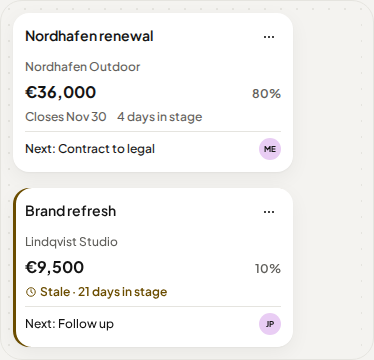 Nordhafen renewal ...
Nordhafen Outdoor
€36,000 80%
Closes Nov 30 4 days in stage
Next: Contract to legal ME
Brand refresh ...
Lindqvist Studio
€9,500 10%
Stale · 21 days in stage
Next: Follow up JP